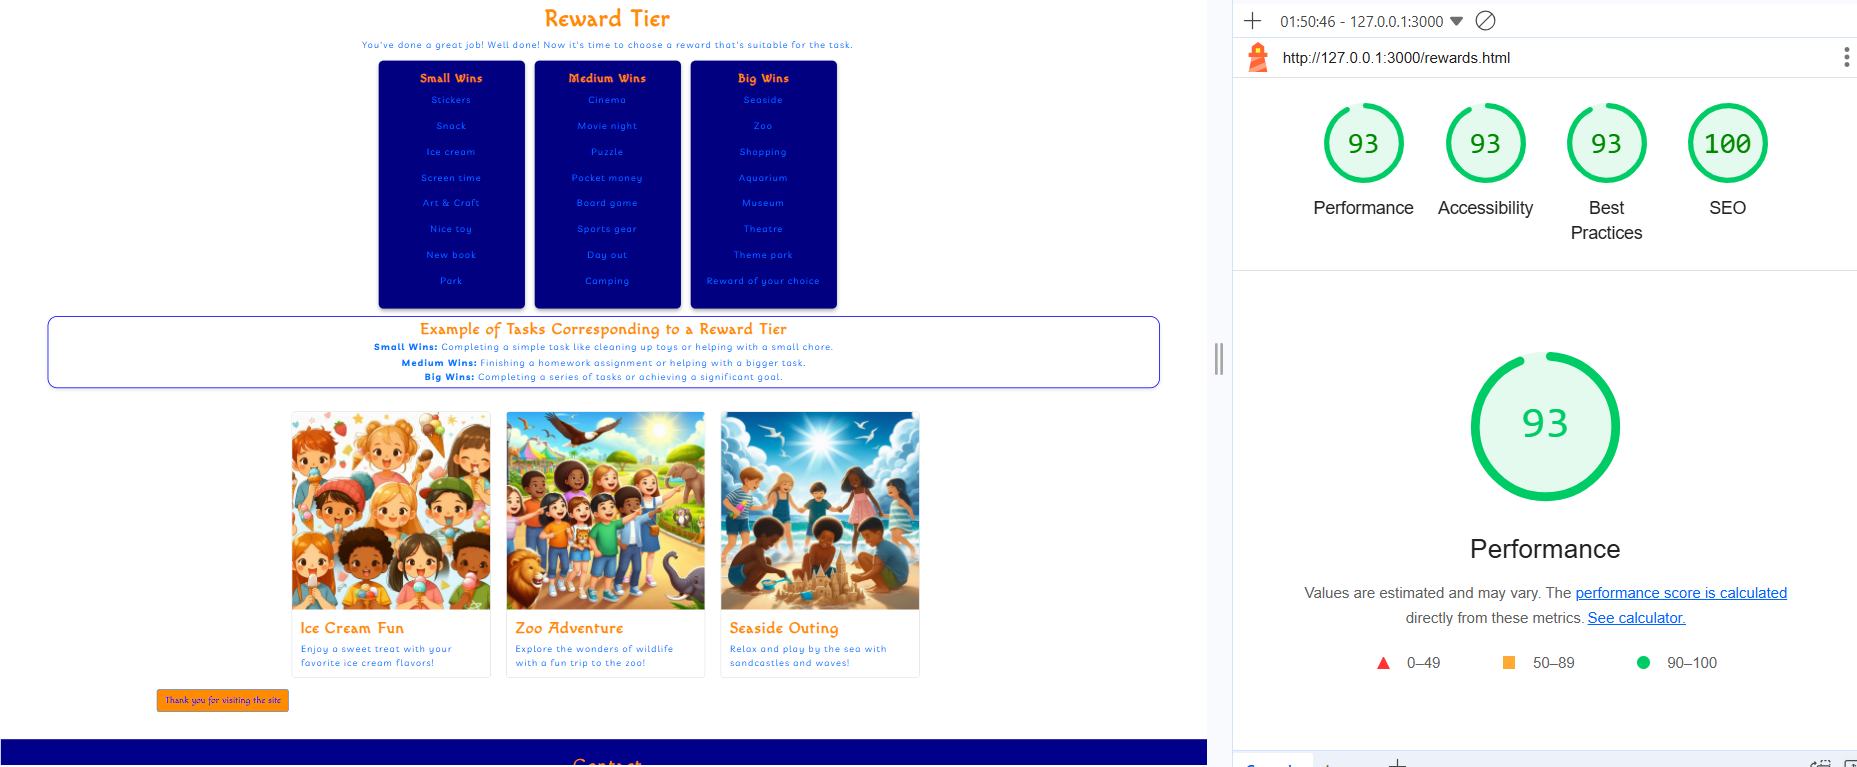 Reward Tier
You've done a great job! Well done! Now it's time to choose a reward that's suitable for the task.
Small Wins
Stickers
Snack
Ice cream
Screen time
Art & Craft
Nice toy
New book
Park
Medium Wins
Cinema
Movie night
Puzzle
Pocket money
Board game
Sports gear
Day out
Camping
Big Wins
Seaside
Zoo
Shopping
Aquarium
Museum
Theatre
Theme park
Reward of your choice
Example of Tasks Corresponding to a Reward Tier
Small Wins: Completing a simple task like cleaning up toys or helping with a small chore.
Medium Wins: Finishing a homework assignment or helping with a bigger task.
Big Wins: Completing a series of tasks or achieving a significant goal.
Ice Cream Fun
Enjoy a sweet treat with your
favorite ice cream flavors!
Zoo Adventure
Explore the wonders of wildlife
with a fun trip to the zoo!
Seaside Outing
Relax and play by the sea with
sandcastles and waves!
Thank you for visiting the site
Contact
01:50:46 - 127.0.0.1:3000
http://127.0.0.1:3000/rewards.html
93
Performance
93
Accessibility
93
Best
Practices
100
SEO
93
Performance
Values are estimated and may vary. The performance score is calculated
directly from these metrics. See calculator.
0–49
50–89
90–100